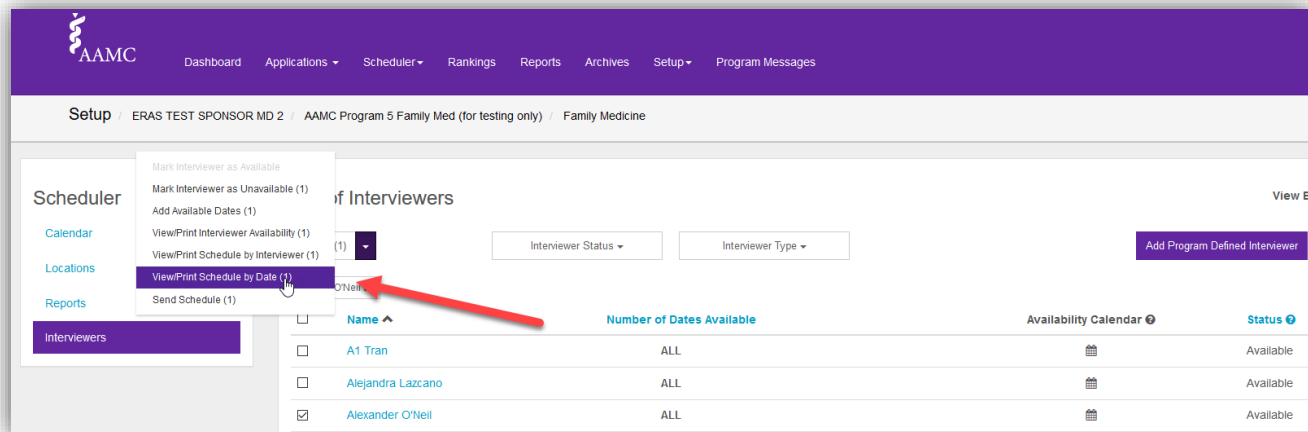 AAMC
Dashboard Applications Scheduler Rankings Reports Archives Setup Program Messages
Setup / ERAS TEST SPONSOR MD 2 / AAMC Program 5 Family Med (for testing only) / Family Medicine
Scheduler
Calendar
Locations
Reports
Interviewers
Mark Interviewer as Available
Mark Interviewer as Unavailable (1)
Add Available Dates (1)
View/Print Interviewer Availability (1)
View/Print Schedule by Interviewer (1)
View/Print Schedule by Date (1)
Send Schedule (1)
of Interviewers
View
(1) Interviewer Status Interviewer Type Add Program Defined Interviewer
O'Neil
Name Number of Dates Available Availability Calendar Status
A1 Tran ALL Available
Alejandra Lazcano ALL Available
Alexander O'Neil ALL Available